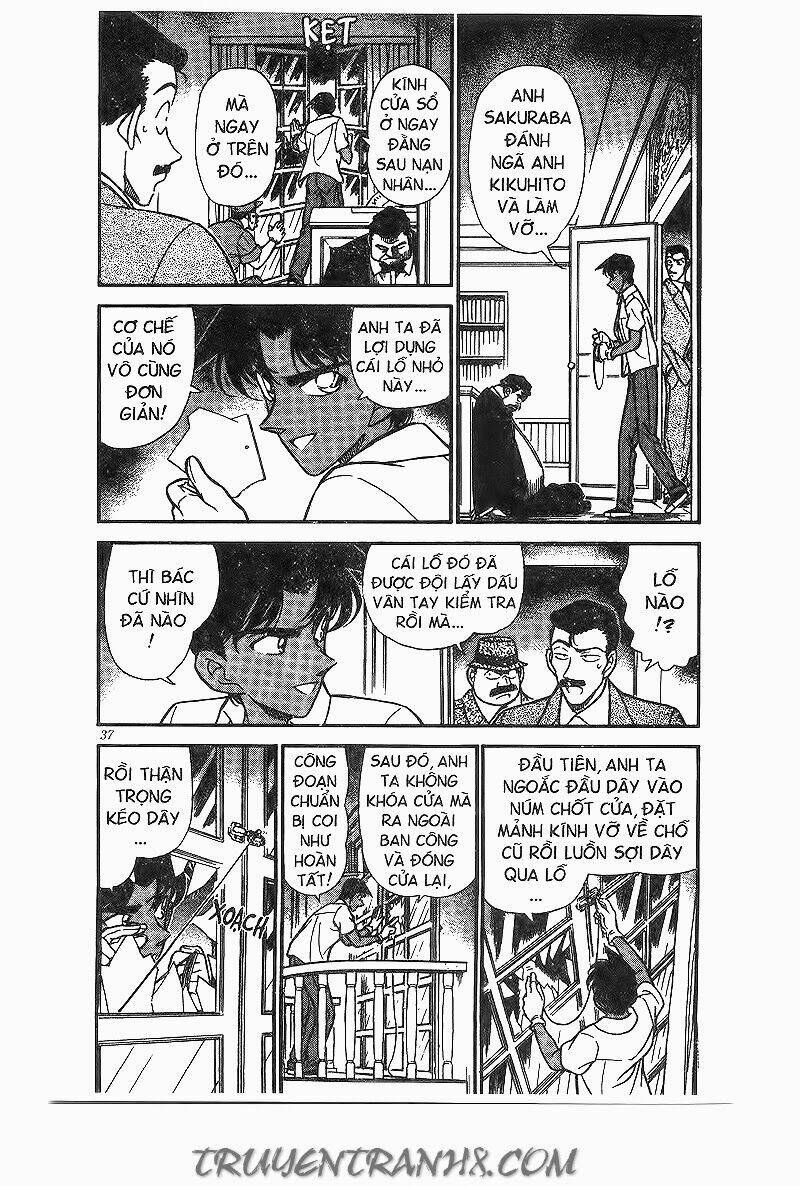 ANH
SAKURABA
ĐÁNH
NGÃ ANH
KIKUHITO
VÀ LÀM
VỠ...
KẸT
KÍNH
CỬA SỔ
Ở NGAY
ĐẰNG
SAU NẠN
NHÂN...
MÀ
NGAY
Ở TRÊN
ĐÓ...
ANH TA ĐÃ
LỢI DỤNG
CÁI LỖ NHỎ
NÀY...
CƠ CHẾ
CỦA NÓ
VÔ CÙNG
ĐƠN
GIẢN!
LỖ
NÀO
!?
CÁI LỖ ĐÓ ĐÃ
ĐƯỢC ĐỘI LẤY DẤU
VÂN TAY KIỂM TRA
RỒI MÀ...
THÌ BÁC
CỨ NHÌN
ĐÃ NÀO
!
37
ĐẦU TIÊN, ANH TA
NGOẮC ĐẦU DÂY VÀO
NÚM CHỐT CỬA, ĐẶT
MẢNH KÍNH VỠ VỀ CHỖ
CŨ RỒI LUỒN SỢI DÂY
QUA LỖ
...
SAU ĐÓ, ANH
TA KHÔNG
KHÓA CỬA MÀ
RA NGOÀI
BAN CÔNG
VÀ ĐÓNG
CỬA LẠI,
CÔNG
ĐOẠN
CHUẨN
BỊ COI
NHƯ
HOÀN
TẤT!
RỒI THẬN
TRỌNG
KÉO DÂY
...
XOẠCH
TRUYENTRANH8.COM